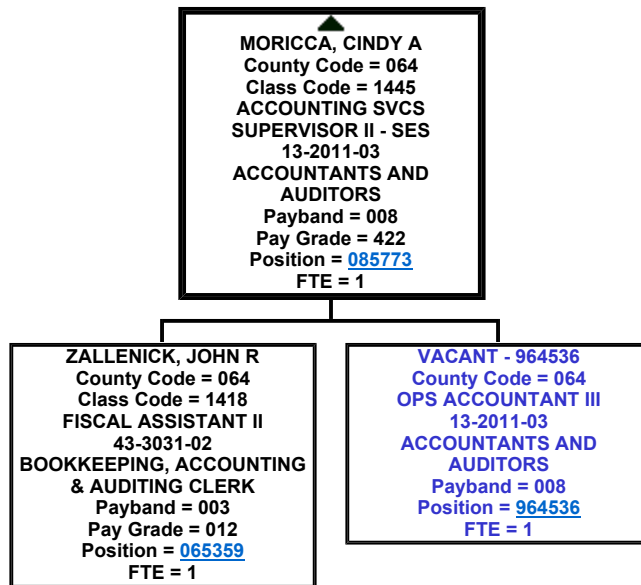 MORICCA, CINDY A
County Code = 064
Class Code = 1445
ACCOUNTING SVCS
SUPERVISOR II - SES
13-2011-03
ACCOUNTANTS AND
AUDITORS
Payband = 008
Pay Grade = 422
Position = 085773
FTE = 1
ZALLENICK, JOHN R
County Code = 064
Class Code = 1418
FISCAL ASSISTANT II
43-3031-02
BOOKKEEPING, ACCOUNTING
& AUDITING CLERK
Payband = 003
Pay Grade = 012
Position = 065359
FTE = 1
VACANT - 964536
County Code = 064
OPS ACCOUNTANT III
13-2011-03
ACCOUNTANTS AND
AUDITORS
Payband = 008
Position = 964536
FTE = 1